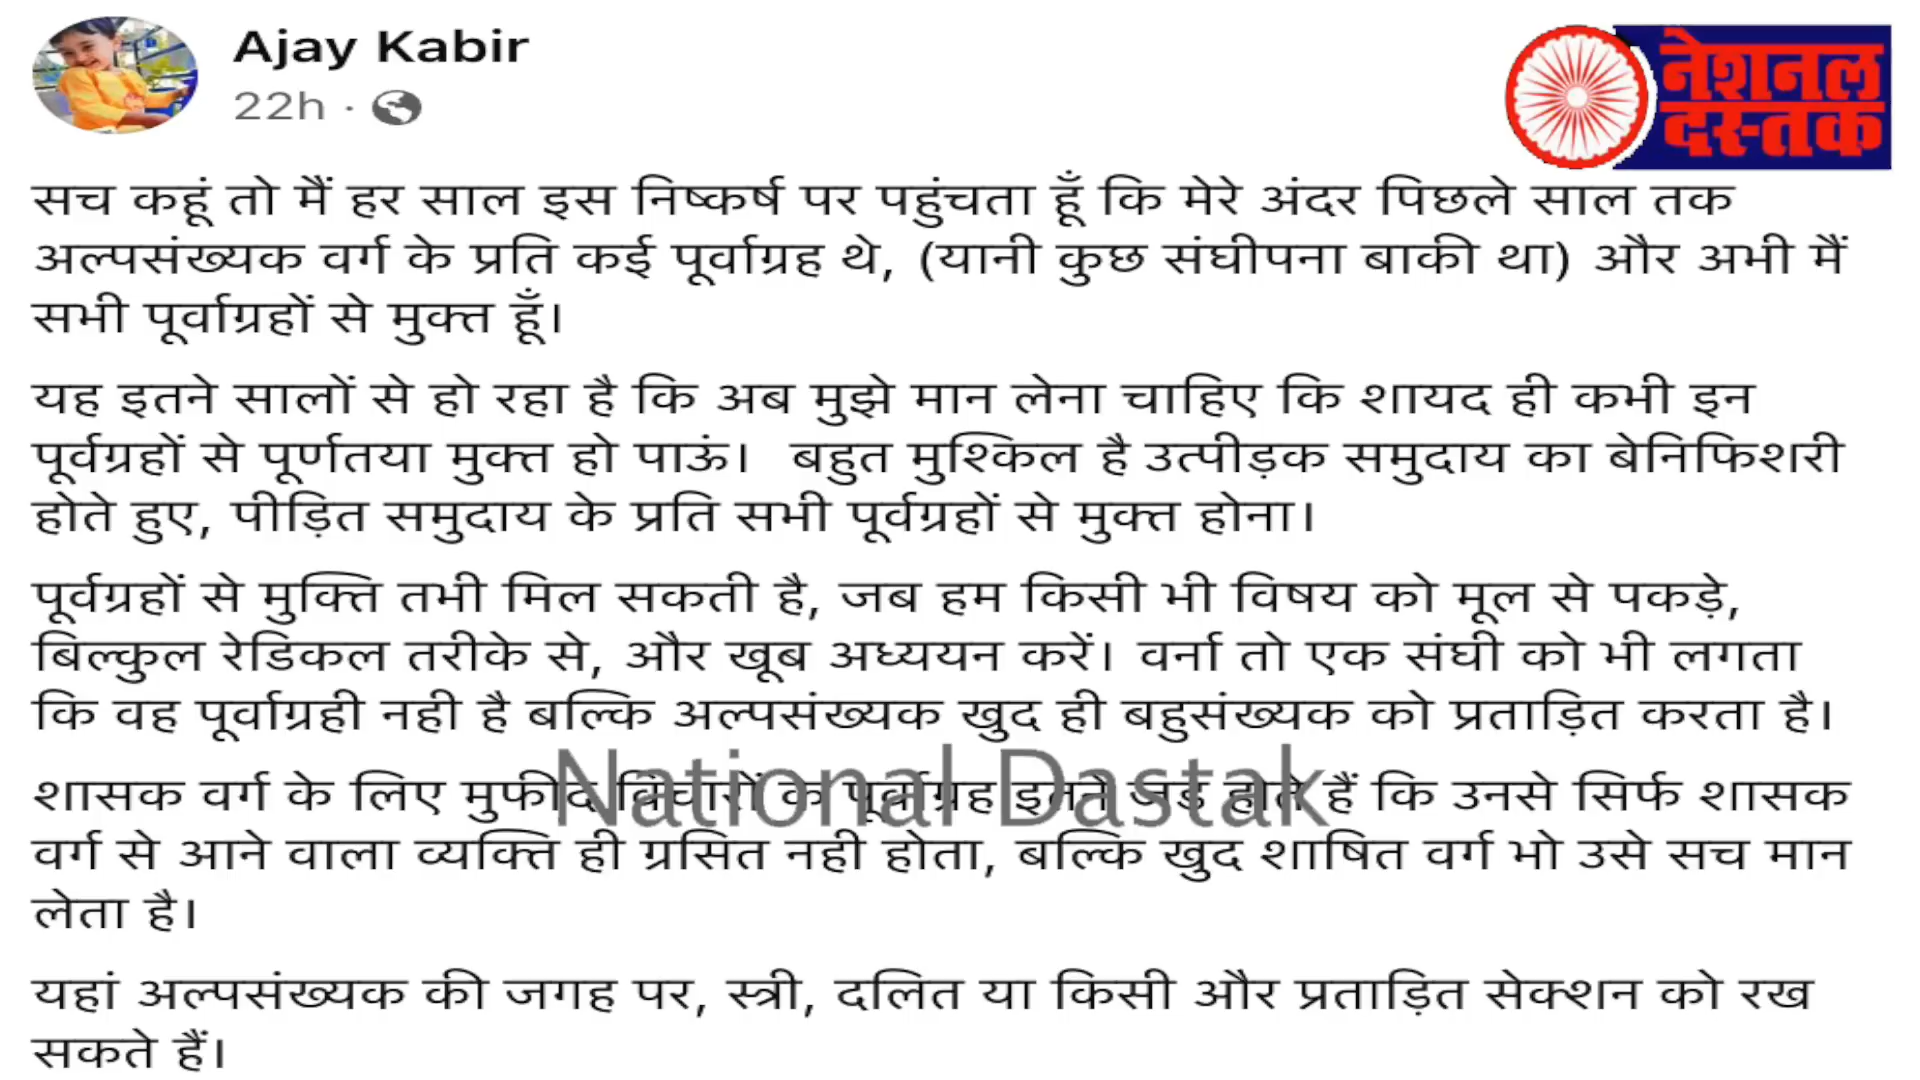 Ajay Kabir
22h ·
नेशनल
दस्तक
सच कहूं तो मैं हर साल इस निष्कर्ष पर पहुंचता हूँ कि मेरे अंदर पिछले साल तक
अल्पसंख्यक वर्ग के प्रति कई पूर्वाग्रह थे, (यानी कुछ संघीपना बाकी था) और अभी मैं
सभी पूर्वाग्रहों से मुक्त हूँ।
यह इतने सालों से हो रहा है कि अब मुझे मान लेना चाहिए कि शायद ही कभी इन
पूर्वग्रहों से पूर्णतया मुक्त हो पाऊं। बहुत मुश्किल है उत्पीड़क समुदाय का बेनिफिशरी
होते हुए, पीड़ित समुदाय के प्रति सभी पूर्वग्रहों से मुक्त होना।
पूर्वग्रहों से मुक्ति तभी मिल सकती है, जब हम किसी भी विषय को मूल से पकड़े,
बिल्कुल रेडिकल तरीके से, और खूब अध्ययन करें। वर्ना तो एक संघी को भी लगता
कि वह पूर्वाग्रही नही है बल्कि अल्पसंख्यक खुद ही बहुसंख्यक को प्रताड़ित करता है।
National Dastak
शासक वर्ग के लिए मुफीद विचारों के पूर्वाग्रह इतने जड़ होते हैं कि उनसे सिर्फ शासक
वर्ग से आने वाला व्यक्ति ही ग्रसित नही होता, बल्कि खुद शाषित वर्ग भो उसे सच मान
लेता है।
यहां अल्पसंख्यक की जगह पर, स्त्री, दलित या किसी और प्रताड़ित सेक्शन को रख
सकते हैं।